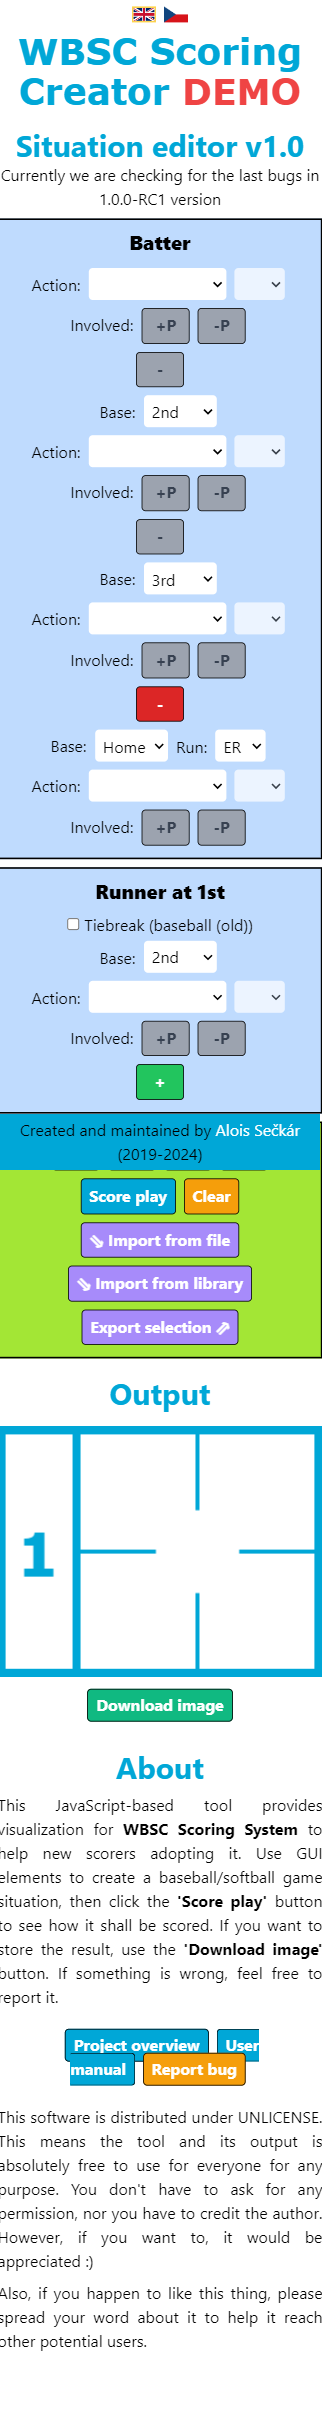 WBSC Scoring
Creator DEMO
Situation editor v1.0
Currently we are checking for the last bugs in
1.0.0-RC1 version
Batter
Action:
Involved: +P -P
-
Base: 2nd
Action:
Involved: +P -P
-
Base: 3rd
Action:
Involved: +P -P
-
Base: Home Run: ER
Action:
Involved: +P -P
Runner at 1st
Tiebreak (baseball (old))
Base: 2nd
Action:
Involved: +P -P
+
Created and maintained by Alois Sečkár
(2019-2024)
Score play Clear
Import from file
Import from library
Export selection
Output
1
Download image
About
This JavaScript-based tool provides
visualization for WBSC Scoring System to
help new scorers adopting it. Use GUI
elements to create a baseball/softball game
situation, then click the 'Score play' button
to see how it shall be scored. If you want to
store the result, use the 'Download image'
button. If something is wrong, feel free to
report it.
Project overview User
manual Report bug
This software is distributed under UNLICENSE.
This means the tool and its output is
absolutely free to use for everyone for any
purpose. You don't have to ask for any
permission, nor you have to credit the author.
However, if you want to, it would be
appreciated :)
Also, if you happen to like this thing, please
spread your word about it to help it reach
other potential users.